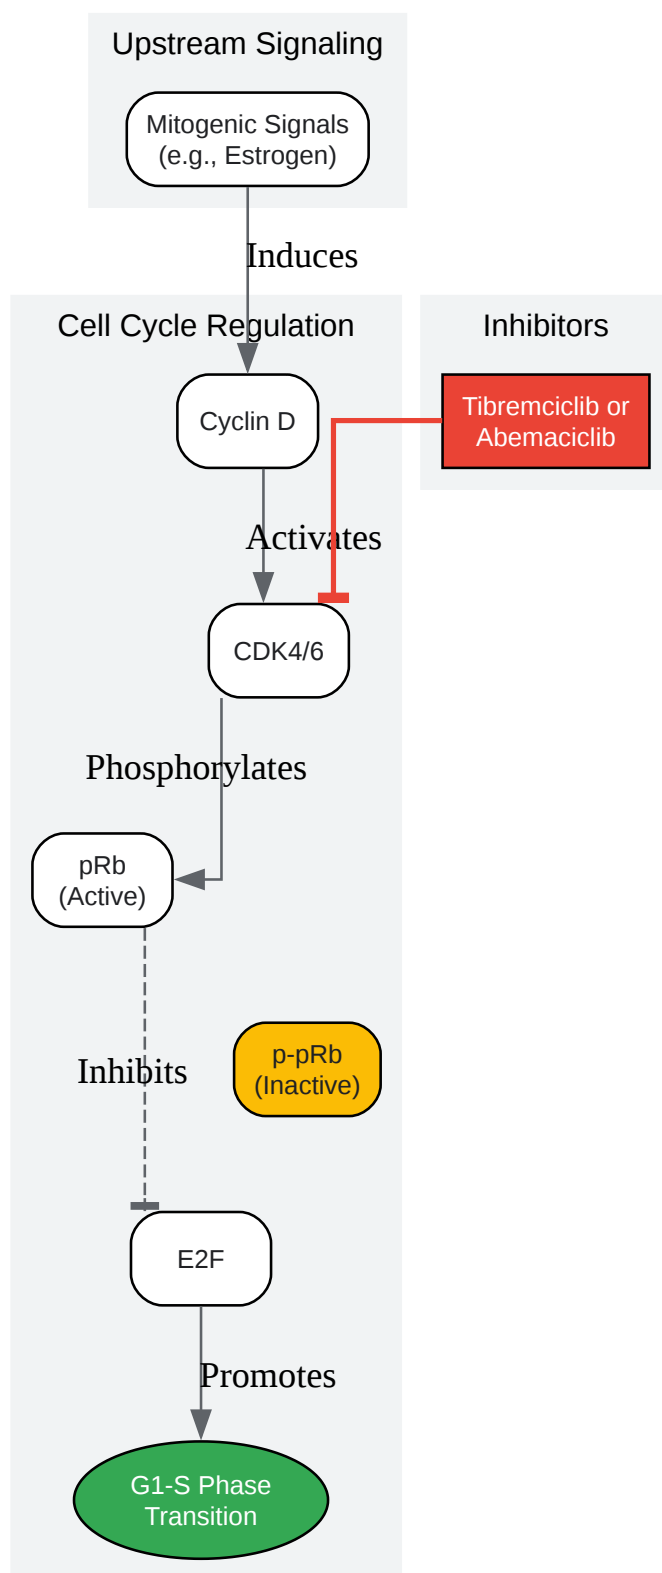 Upstream Signaling
Mitogenic Signals
(e.g., Estrogen)
Induces
Cell Cycle Regulation
Inhibitors
Cyclin D
Tibremciclib or
Abemaciclib
Activates
CDK4/6
Phosphorylates
pRb
(Active)
p-pRb
(Inactive)
Inhibits
E2F
Promotes
G1-S Phase
Transition